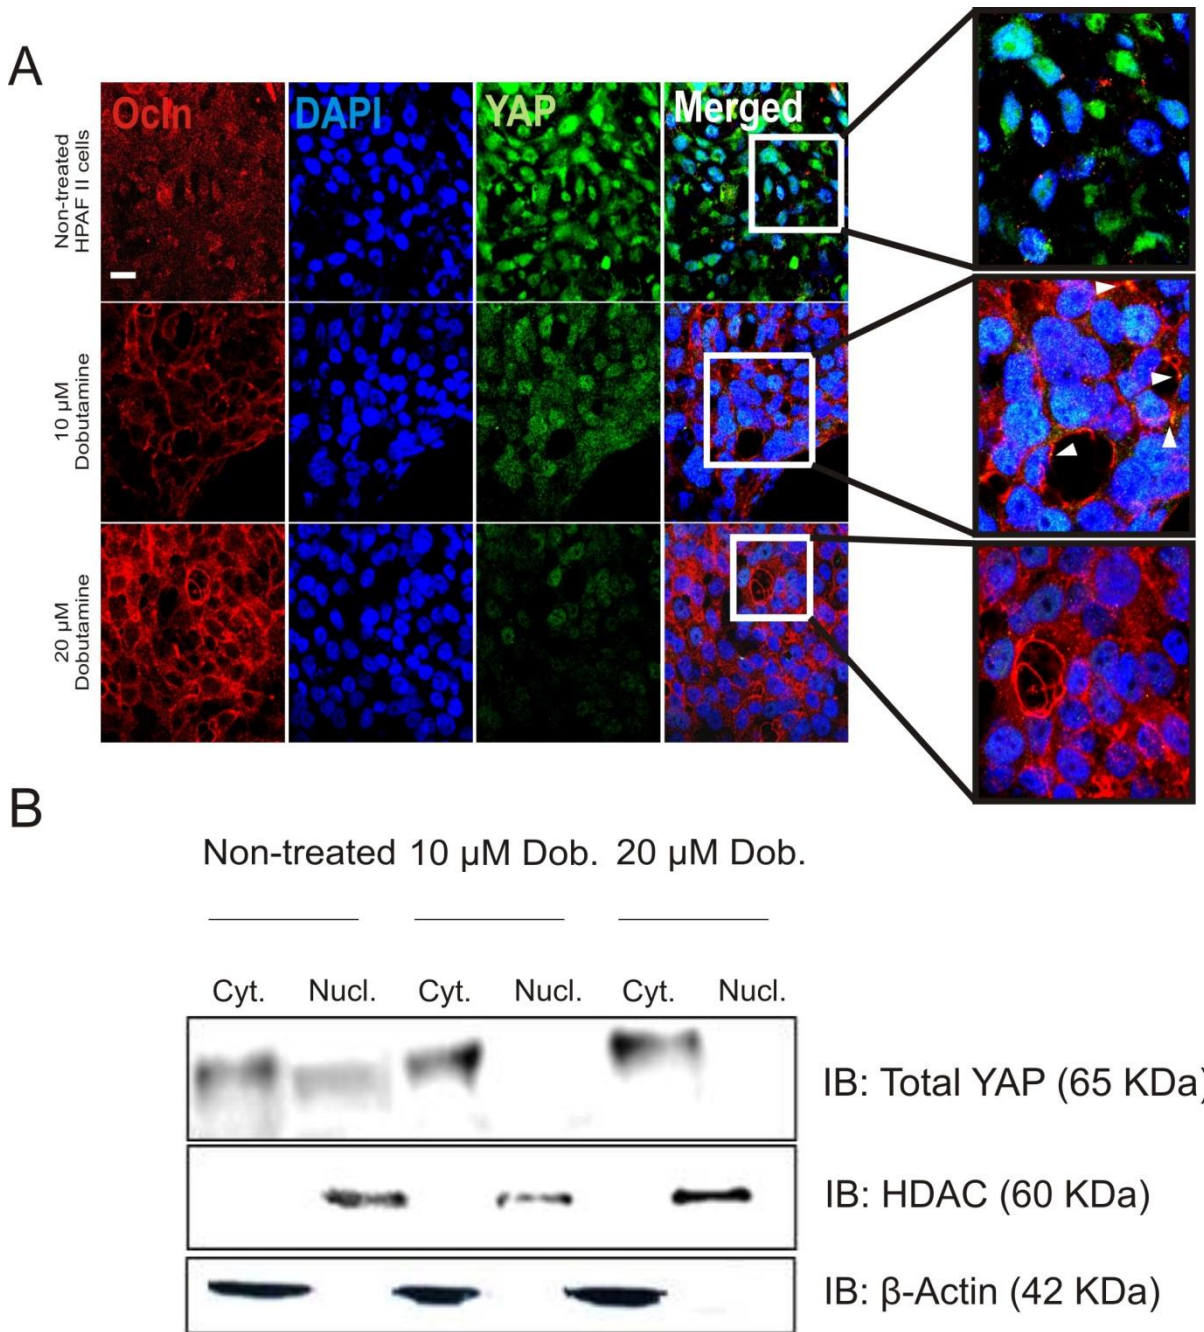 A
Ocln DAPI YAP Merged
Non-treated
HPAF II cells
10 µM
Dobutamine
20 µM
Dobutamine
B
Non-treated 10 µM Dob. 20 µM Dob.
Cyt. Nucl. Cyt. Nucl. Cyt. Nucl.
IB: Total YAP (65 KDa)
IB: HDAC (60 KDa)
IB: β-Actin (42 KDa)